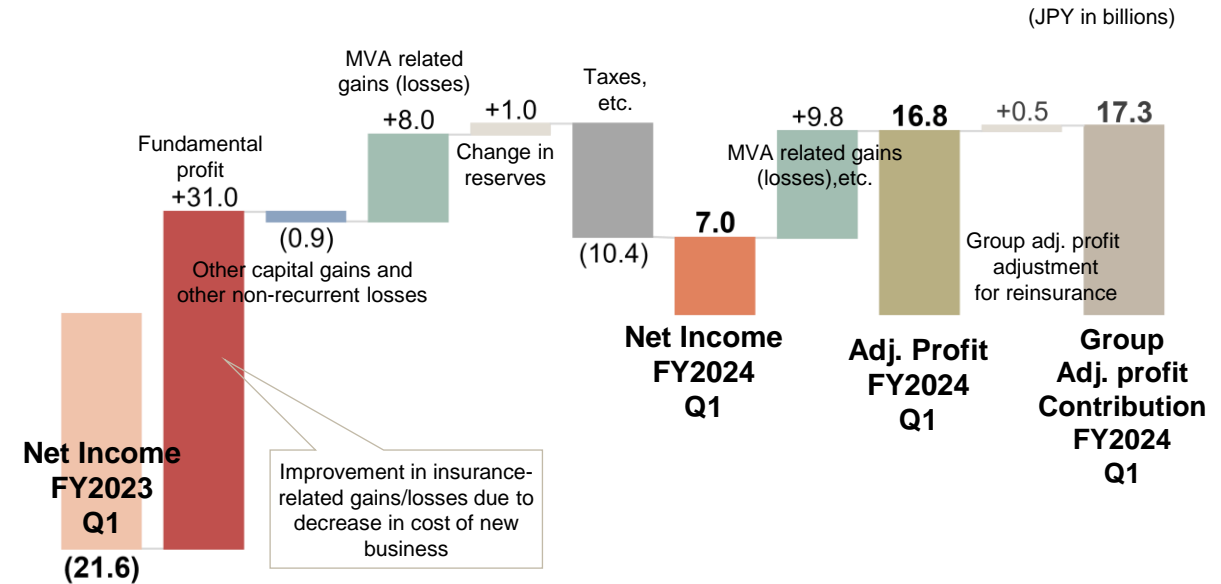 (JPY in billions)
MVA related
gains (losses)
+8.0
+1.0
Change in
reserves
Taxes,
etc.
(10.4)
Fundamental
profit
+31.0
(0.9)
Other capital gains and
other non-recurrent losses
7.0
+9.8
MVA related gains
(losses),etc.
16.8
+0.5
Group adj. profit
adjustment
for reinsurance
17.3
Net Income
FY2023
Q1
(21.6)
Improvement in insurance-
related gains/losses due to
decrease in cost of new
business
Net Income
FY2024
Q1
Adj. Profit
FY2024
Q1
Group
Adj. profit
Contribution
FY2024
Q1